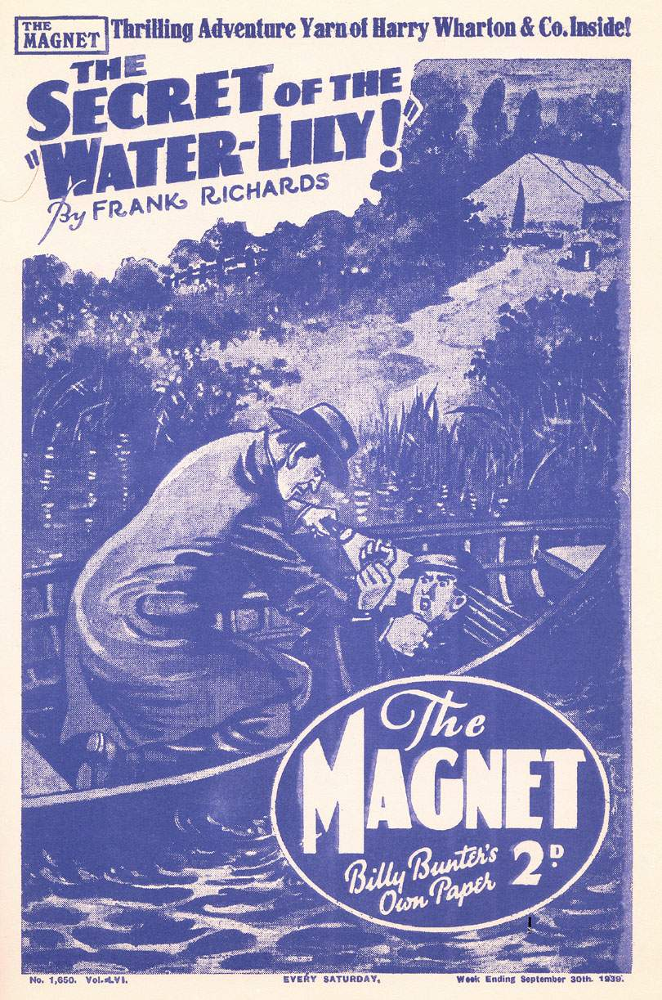 THE
MAGNET
Thrilling Adventure Yarn of Harry Wharton & Co. Inside!
THE
SECRET OF THE
"WATER-LILY!"
By FRANK RICHARDS
The
MAGNET
Billy Bunter's
Own Paper
2D.
No. 1,650. Vol. LVI.
EVERY SATURDAY.
Week Ending September 30th. 1939.